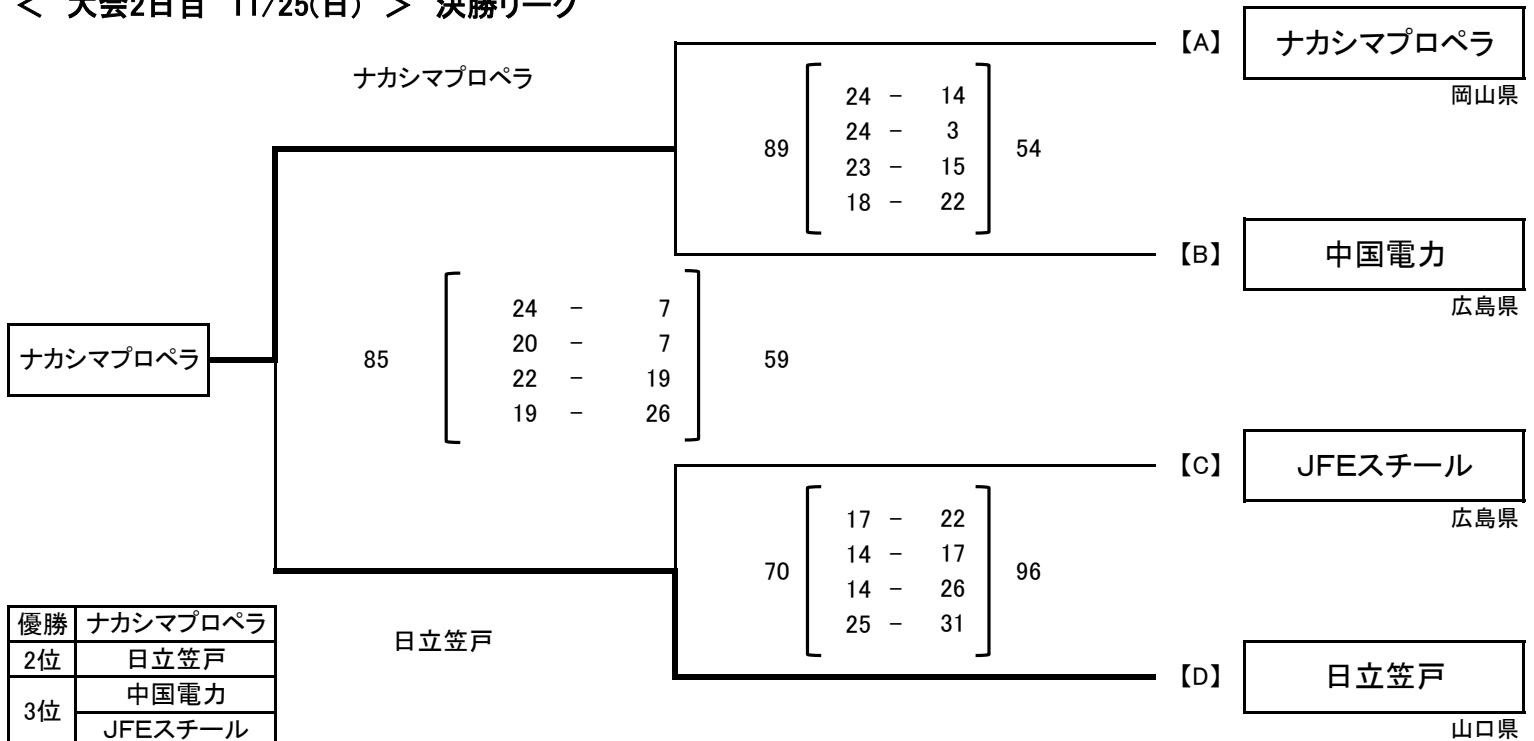 < 大会2日目 11/25(日) > 決勝リーグ
【A】 ナカシマプロペラ
岡山県
ナカシマプロペラ
24 - 14
24 - 3
89 54
23 - 15
18 - 22
【B】 中国電力
広島県
24 - 7
20 - 7
ナカシマプロペラ 85 59
22 - 19
19 - 26
【C】 JFEスチール
広島県
17 - 22
14 - 17
70 96
14 - 26
25 - 31
日立笠戸
【D】 日立笠戸
山口県
優勝 ナカシマプロペラ
2位 日立笠戸
3位 中国電力
JFEスチール